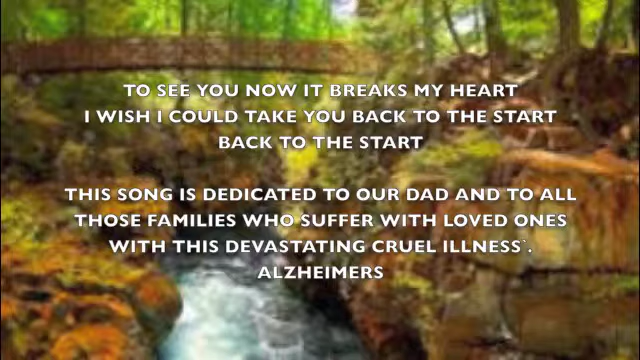 TO SEE YOU NOW IT BREAKS MY HEART
I WISH I COULD TAKE YOU BACK TO THE START
BACK TO THE START
THIS SONG IS DEDICATED TO OUR DAD AND TO ALL
THOSE FAMILIES WHO SUFFER WITH LOVED ONES
WITH THIS DEVASTATING CRUEL ILLNESS`.
ALZHEIMERS